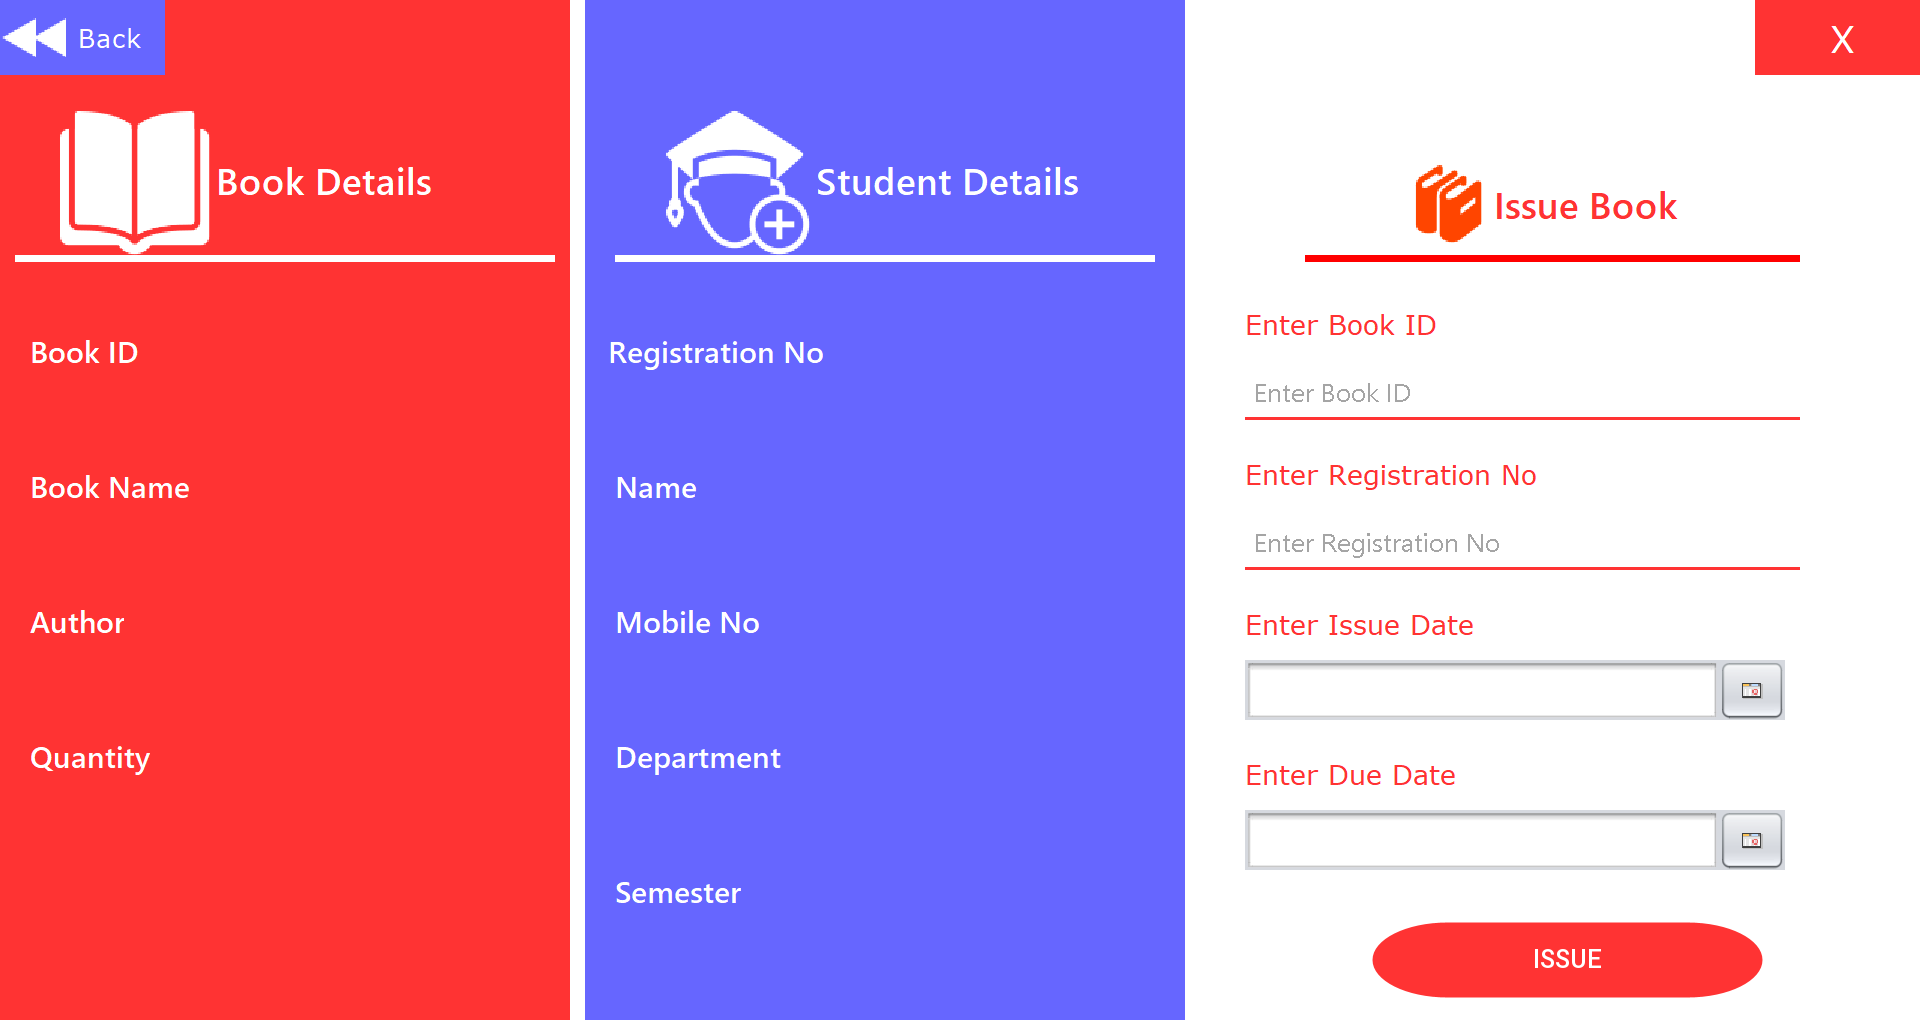 Back
Book Details
Book ID
Book Name
Author
Quantity
Student Details
Registration No
Name
Mobile No
Department
Semester
X
Issue Book
Enter Book ID
Enter Book ID
Enter Registration No
Enter Registration No
Enter Issue Date
Enter Due Date
ISSUE